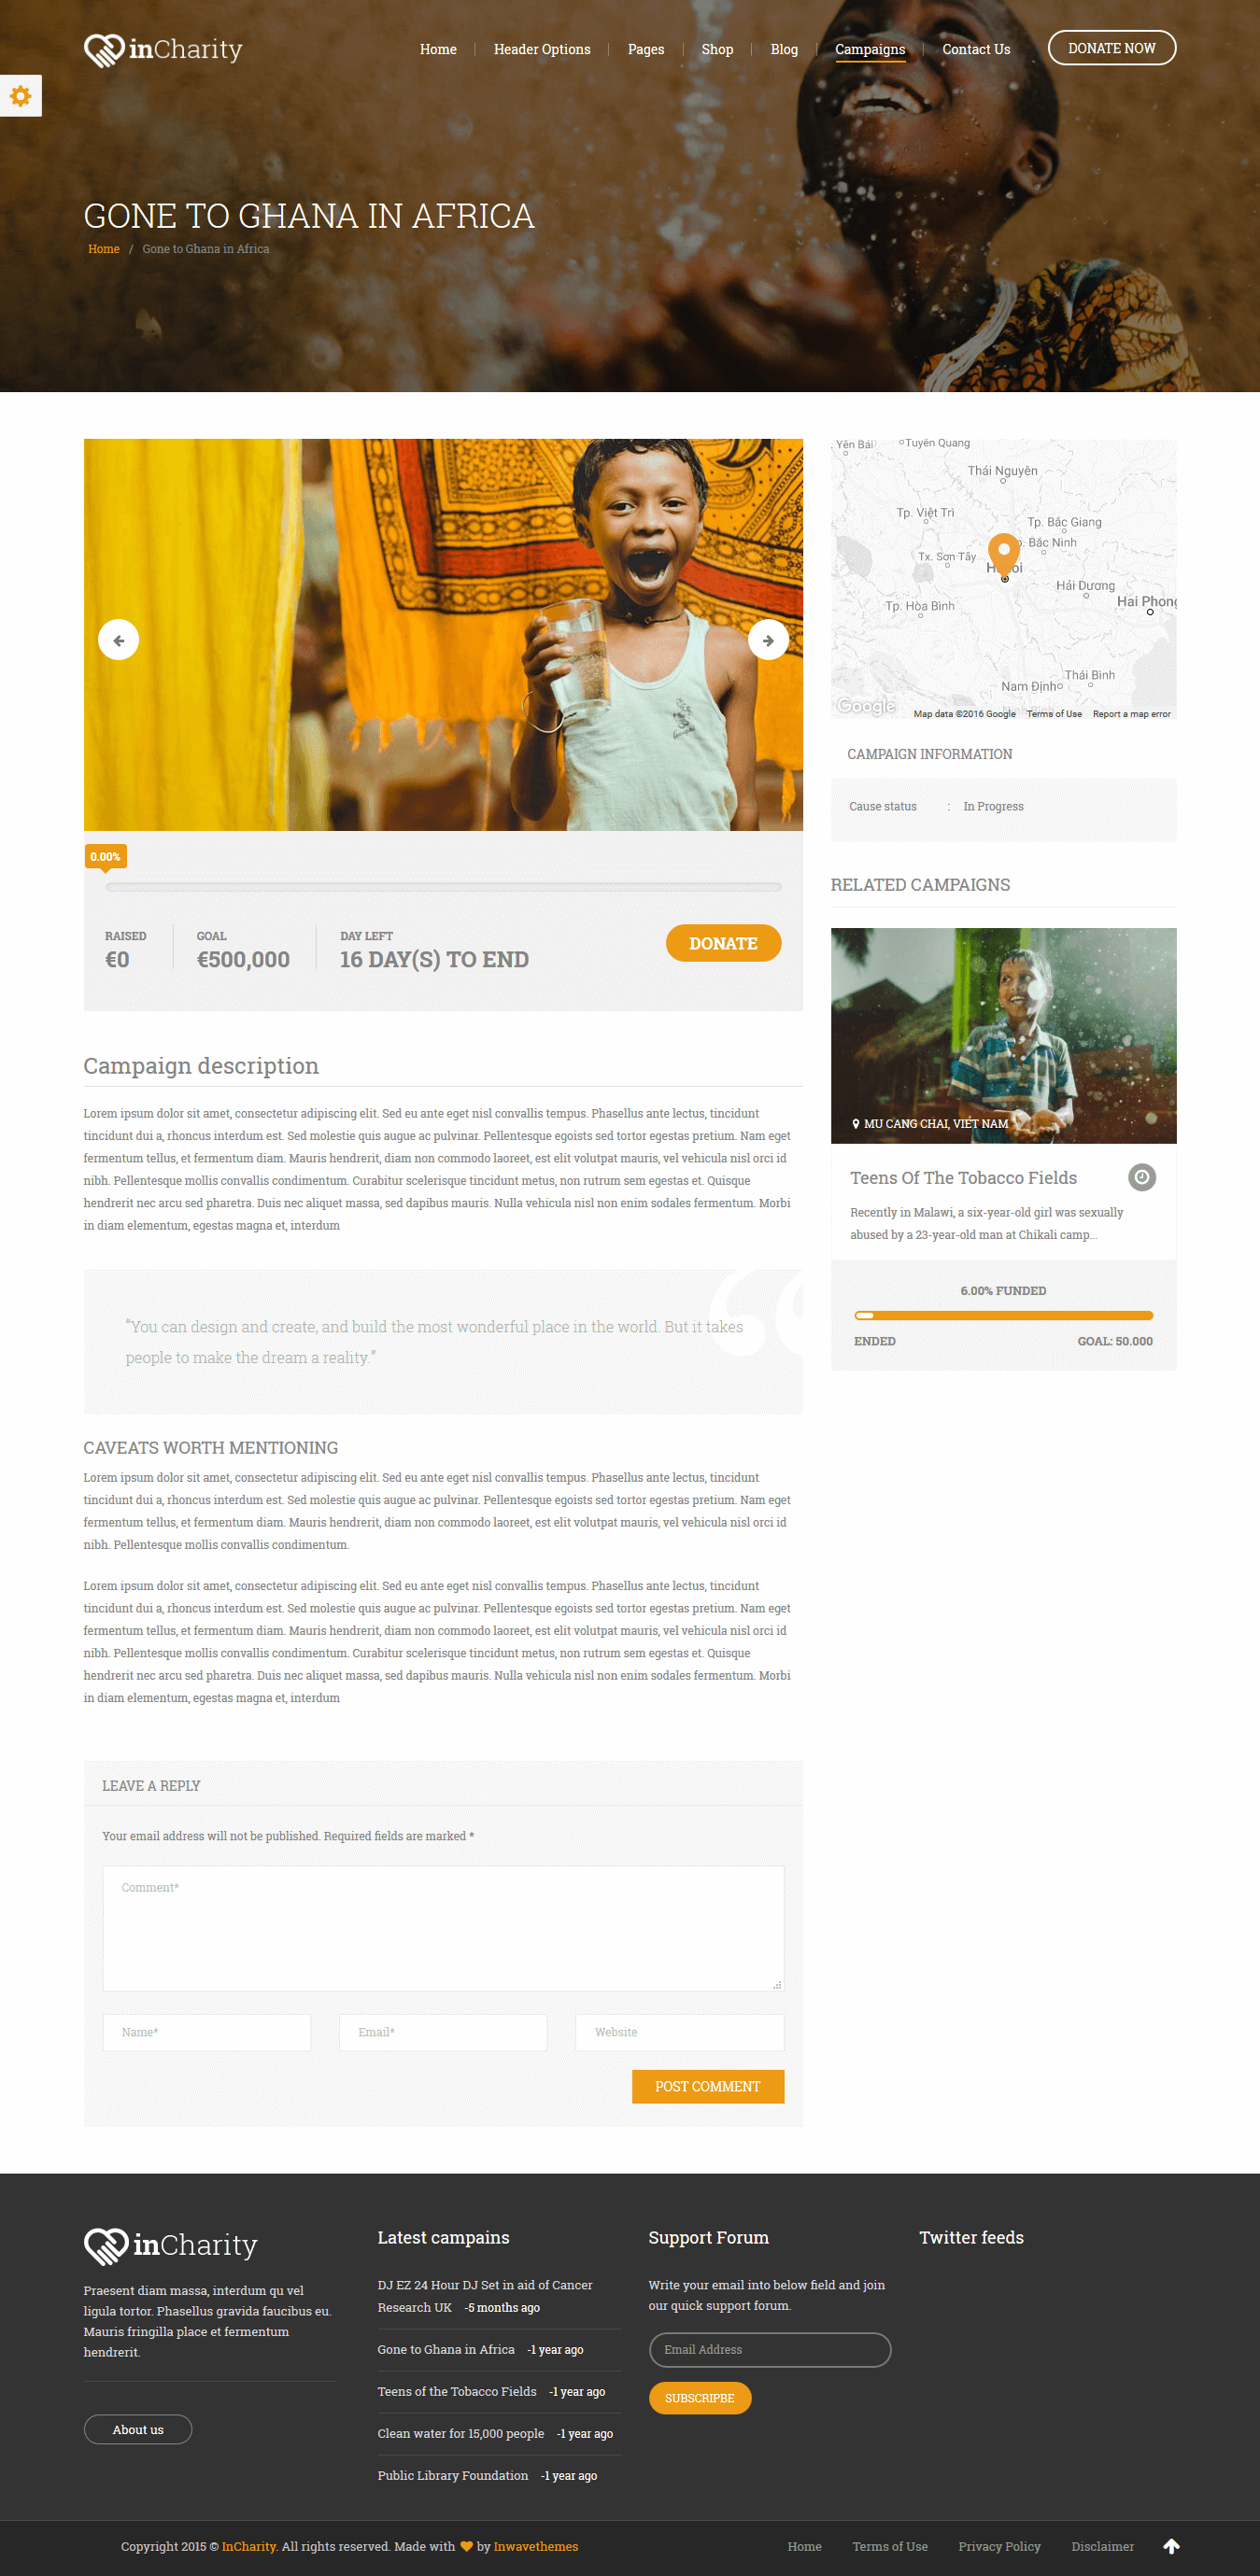 inCharity
Home
Header Options
Pages
Shop
Blog
Campaigns
Contact Us
DONATE NOW
GONE TO GHANA IN AFRICA
Home / Gone to Ghana in Africa
Yên Bái
Tuyên Quang
Thái Nguyên
Tp. Việt Trì
Tp. Bắc Giang
Bắc Ninh
Tx. Sơn Tây
Hải Dương
Hai Phong
Tp. Hòa Bình
Thái Bình
Nam Định
Google
Map data ©2016 Google Terms of Use Report a map error
CAMPAIGN INFORMATION
Cause status : In Progress
0.00%
RAISED
€0
GOAL
€500,000
DAY LEFT
16 DAY(S) TO END
DONATE
RELATED CAMPAIGNS
MU CANG CHAI, VIET NAM
Teens Of The Tobacco Fields
Recently in Malawi, a six-year-old girl was sexually
abused by a 23-year-old man at Chikali camp...
6.00% FUNDED
ENDED
GOAL: 50.000
Campaign description
Lorem ipsum dolor sit amet, consectetur adipiscing elit. Sed eu ante eget nisl convallis tempus. Phasellus ante lectus, tincidunt
tincidunt dui a, rhoncus interdum est. Sed molestie quis augue ac pulvinar. Pellentesque egoists sed tortor egestas pretium. Nam eget
fermentum tellus, et fermentum diam. Mauris hendrerit, diam non commodo laoreet, est elit volutpat mauris, vel vehicula nisl orci id
nibh. Pellentesque mollis convallis condimentum. Curabitur scelerisque tincidunt metus, non rutrum sem egestas et. Quisque
hendrerit nec arcu sed pharetra. Duis nec aliquet massa, sed dapibus mauris. Nulla vehicula nisl non enim sodales fermentum. Morbi
in diam elementum, egestas magna et, interdum
“You can design and create, and build the most wonderful place in the world. But it takes
people to make the dream a reality.”
CAVEATS WORTH MENTIONING
Lorem ipsum dolor sit amet, consectetur adipiscing elit. Sed eu ante eget nisl convallis tempus. Phasellus ante lectus, tincidunt
tincidunt dui a, rhoncus interdum est. Sed molestie quis augue ac pulvinar. Pellentesque egoists sed tortor egestas pretium. Nam eget
fermentum tellus, et fermentum diam. Mauris hendrerit, diam non commodo laoreet, est elit volutpat mauris, vel vehicula nisl orci id
nibh. Pellentesque mollis convallis condimentum.
Lorem ipsum dolor sit amet, consectetur adipiscing elit. Sed eu ante eget nisl convallis tempus. Phasellus ante lectus, tincidunt
tincidunt dui a, rhoncus interdum est. Sed molestie quis augue ac pulvinar. Pellentesque egoists sed tortor egestas pretium. Nam eget
fermentum tellus, et fermentum diam. Mauris hendrerit, diam non commodo laoreet, est elit volutpat mauris, vel vehicula nisl orci id
nibh. Pellentesque mollis convallis condimentum. Curabitur scelerisque tincidunt metus, non rutrum sem egestas et. Quisque
hendrerit nec arcu sed pharetra. Duis nec aliquet massa, sed dapibus mauris. Nulla vehicula nisl non enim sodales fermentum. Morbi
in diam elementum, egestas magna et, interdum
LEAVE A REPLY
Your email address will not be published. Required fields are marked *
Comment*
Name*
Email*
Website
POST COMMENT
inCharity
Praesent diam massa, interdum qu vel
ligula tortor. Phasellus gravida faucibus eu.
Mauris fringilla place et fermentum
hendrerit.
About us
Latest campains
DJ EZ 24 Hour DJ Set in aid of Cancer
Research UK -5 months ago
Gone to Ghana in Africa -1 year ago
Teens of the Tobacco Fields -1 year ago
Clean water for 15,000 people -1 year ago
Public Library Foundation -1 year ago
Support Forum
Write your email into below field and join
our quick support forum.
Email Address
SUBSCRIPBE
Twitter feeds
Copyright 2015 © InCharity. All rights reserved. Made with ♥ by Inwavethemes
Home
Terms of Use
Privacy Policy
Disclaimer